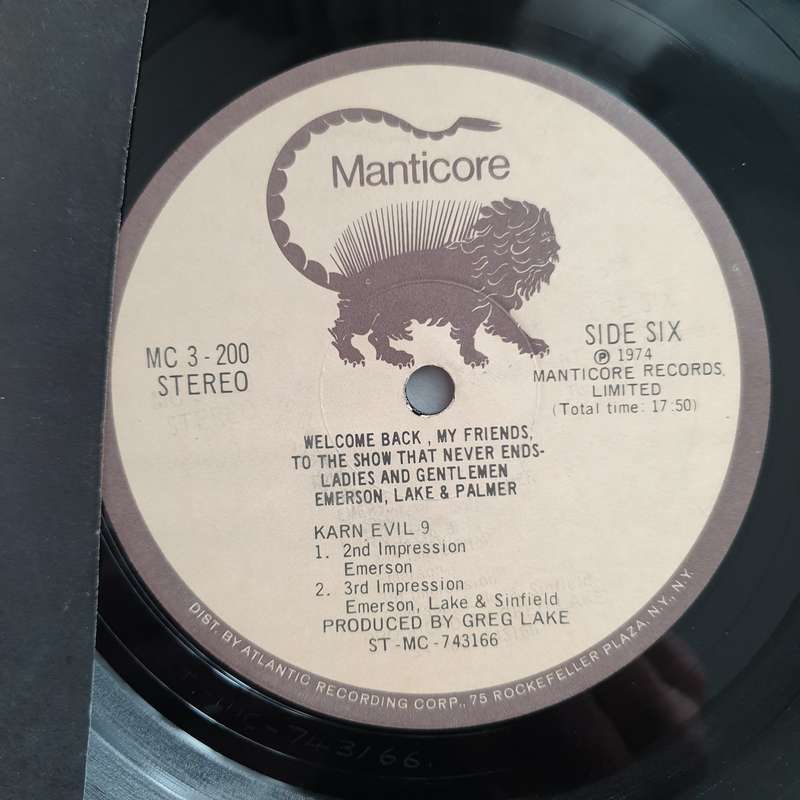 Manticore
MC 3 - 200
STEREO
SIDE SIX
℗ 1974
MANTICORE RECORDS,
LIMITED
(Total time: 17:50)
WELCOME BACK , MY FRIENDS,
TO THE SHOW THAT NEVER ENDS-
LADIES AND GENTLEMEN
EMERSON, LAKE & PALMER
KARN EVIL 9
1. 2nd Impression
Emerson
2. 3rd Impression
Emerson, Lake & Sinfield
PRODUCED BY GREG LAKE
ST-MC-743166
DIST. BY ATLANTIC RECORDING CORP., 75 ROCKEFELLER PLAZA, N.Y., N.Y.
MC-743166